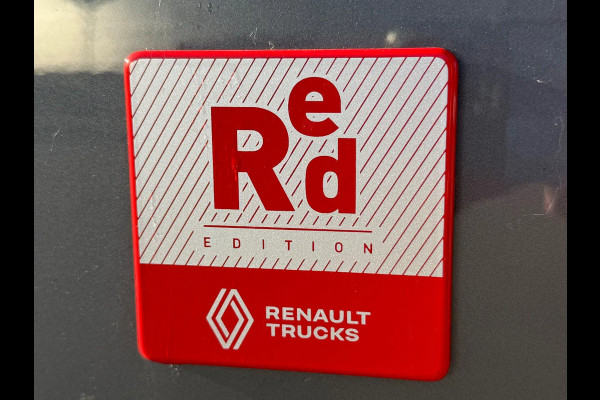 Red
EDITION
RENAULT
TRUCKS